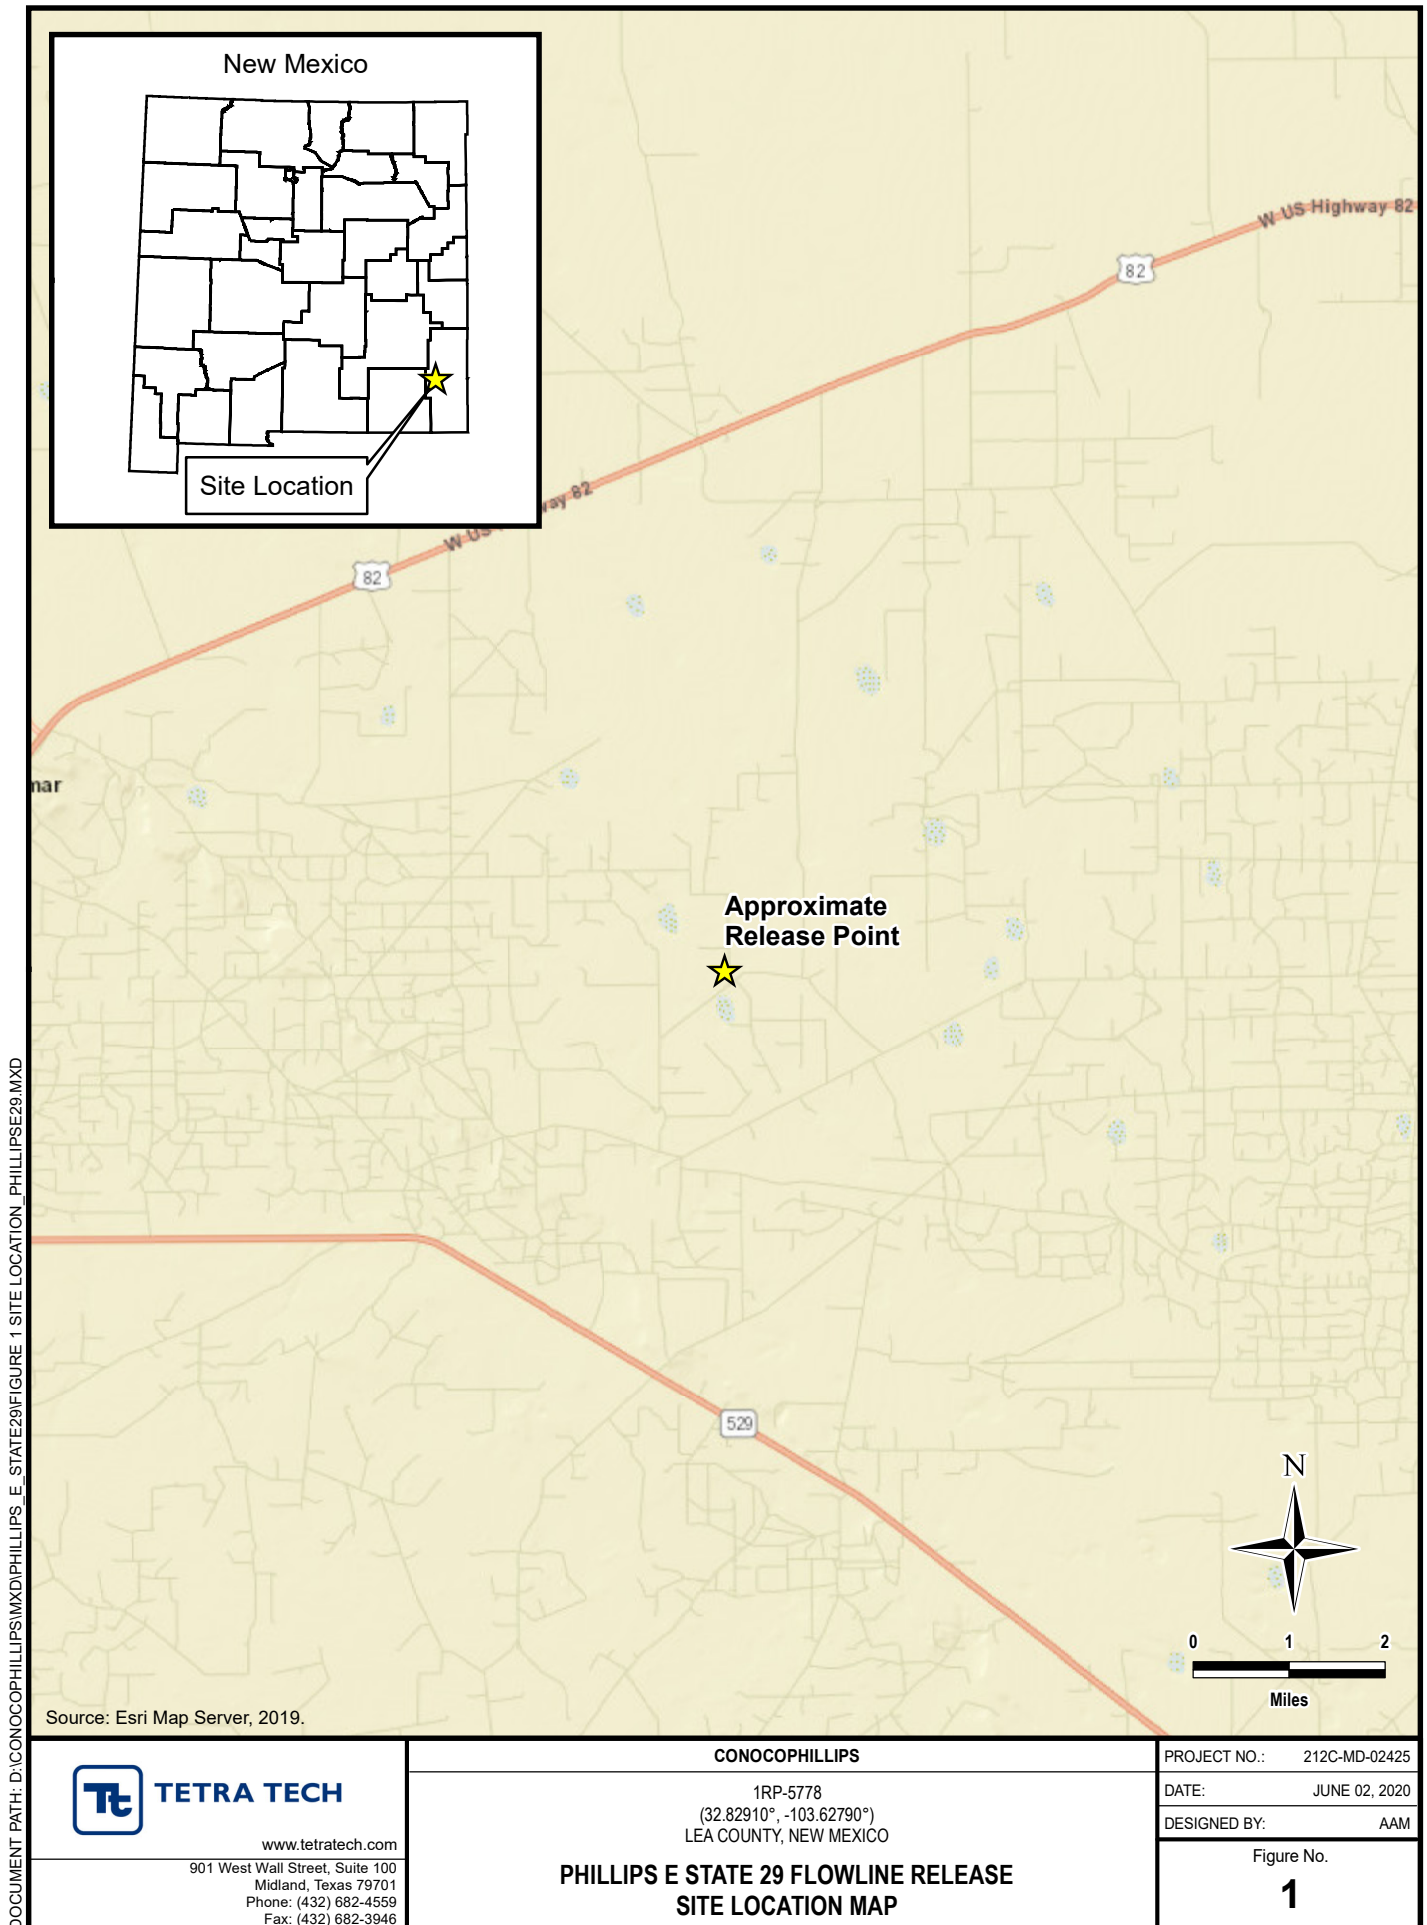 New Mexico
Site Location
W US Highway 82
82
W US
way 82
82
mar
Approximate
Release Point
529
N
0 1 2
Miles
Source: Esri Map Server, 2019.
DOCUMENT PATH: D:\CONOCOPHILLIPS\MXD\PHILLIPS_E_STATE29\FIGURE 1 SITE LOCATION_PHILLIPSE29.MXD
Tt TETRA TECH
www.tetratech.com
901 West Wall Street, Suite 100
Midland, Texas 79701
Phone: (432) 682-4559
Fax: (432) 682-3946
CONOCOPHILLIPS
1RP-5778
(32.82910°, -103.62790°)
LEA COUNTY, NEW MEXICO
PHILLIPS E STATE 29 FLOWLINE RELEASE
SITE LOCATION MAP
PROJECT NO.: 212C-MD-02425
DATE: JUNE 02, 2020
DESIGNED BY: AAM
Figure No.
1